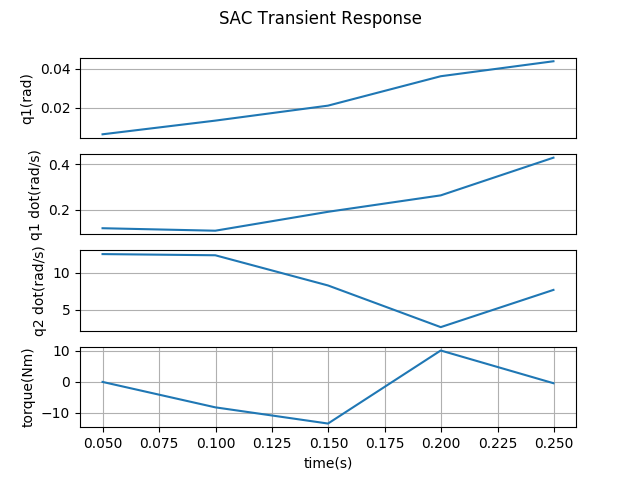 SAC Transient Response
q1(rad)
0.04
0.02
q1 dot(rad/s)
0.4
0.2
q2 dot(rad/s)
10
5
torque(Nm)
10
0
−10
0.050 0.075 0.100 0.125 0.150 0.175 0.200 0.225 0.250
time(s)